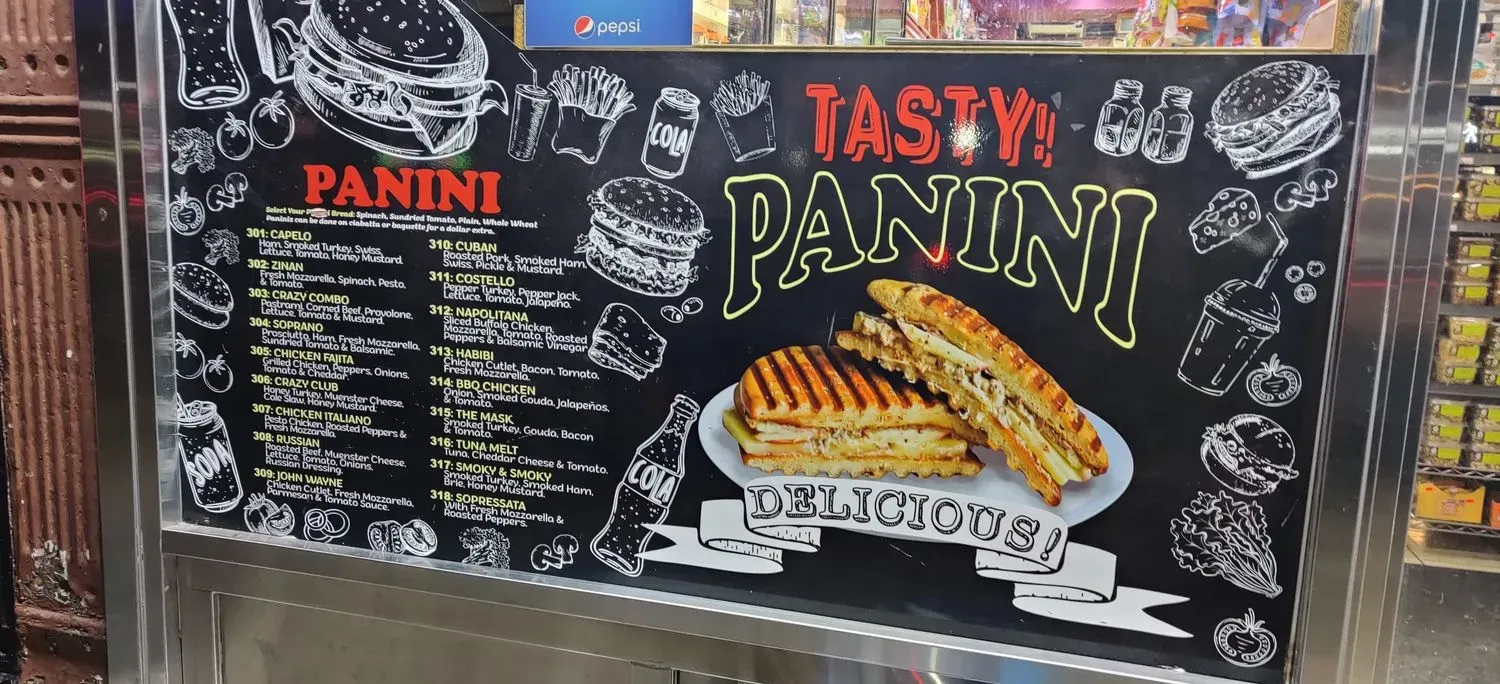 pepsi
TASTY!!
PANINI
PANINI
Select Your Bread: Spinach, Sundried Tomato, Plain, Whole Wheat
Paninis can be done on ciabatta or baguette for a dollar extra.
301: CAPELO
Ham, Smoked Turkey, Swiss,
Lettuce, Tomato, Honey Mustard.
302: ZINAN
Fresh Mozzarella, Spinach, Pesto,
& Tomato.
303: CRAZY COMBO
Pastrami, Corned Beef, Provolone,
Lettuce, Tomato & Mustard.
304: SOPRANO
Prosciutto, Ham, Fresh Mozzarella,
Sundried Tomato & Balsamic.
305: CHICKEN FAJITA
Grilled Chicken, Peppers, Onions,
Tomato & Cheddar.
306: CRAZY CLUB
Honey Turkey, Muenster Cheese,
Cole Slaw, Honey Mustard.
307: CHICKEN ITALIANO
Pesto Chicken, Roasted Peppers &
Fresh Mozzarella.
308: RUSSIAN
Roasted Beef, Muenster Cheese,
Lettuce, Tomato, Onions,
Russian Dressing.
309: JOHN WAYNE
Chicken Cutlet, Fresh Mozzarella,
Parmesan & Tomato Sauce.
310: CUBAN
Roasted Pork, Smoked Ham,
Swiss, Pickle & Mustard.
311: COSTELLO
Pepper Turkey, Pepper Jack,
Lettuce, Tomato, Jalapeño.
312: NAPOLITANA
Sliced Buffalo Chicken,
Mozzarella, Tomato, Roasted
Peppers & Balsamic Vinegar
313: HABIBI
Chicken Cutlet, Bacon, Tomato,
Fresh Mozzarella.
314: BBQ CHICKEN
Onion, Smoked Gouda, Jalapeños,
& Tomato.
315: THE MASK
Smoked Turkey, Gouda, Bacon
& Tomato.
316: TUNA MELT
Tuna, Cheddar Cheese & Tomato.
317: SMOKY & SMOKY
Smoked Turkey, Smoked Ham,
Brie, Honey Mustard.
318: SOPRESSATA
With Fresh Mozzarella &
Roasted Peppers.
COLA
SODA
COLA
DELICIOUS!